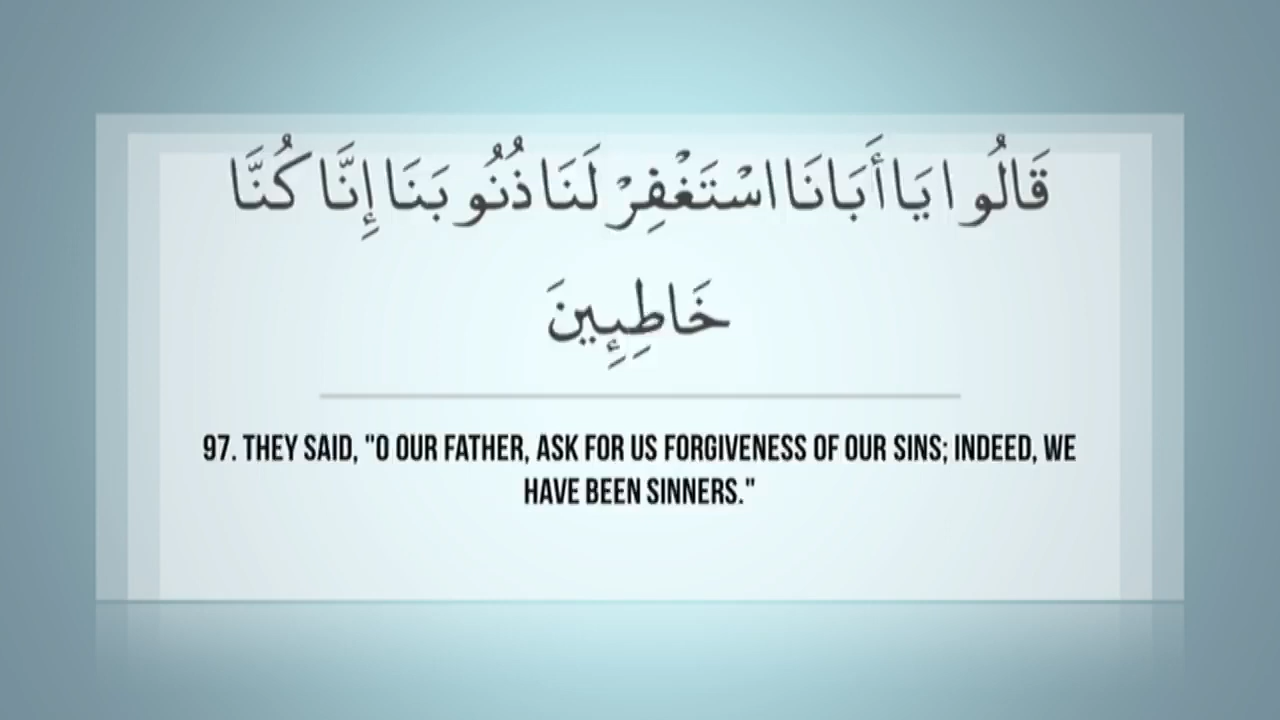 قَالُوا يَا أَبَانَا اسْتَغْفِرْ لَنَا ذُنُوبَنَا إِنَّا كُنَّا
خَاطِئِينَ
97. THEY SAID, "O OUR FATHER, ASK FOR US FORGIVENESS OF OUR SINS; INDEED, WE
HAVE BEEN SINNERS."